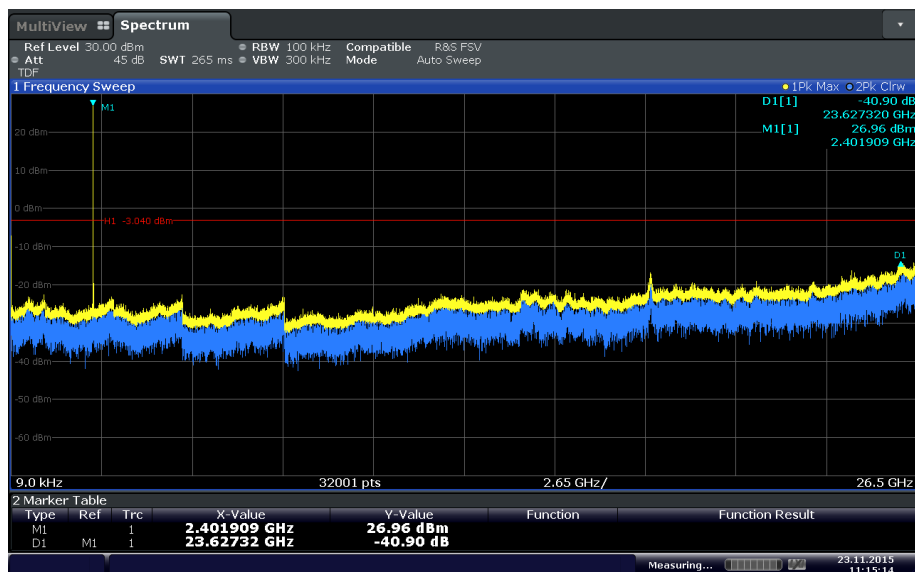 MultiView Spectrum
Ref Level 30.00 dBm RBW 100 kHz Compatible R&S FSV
Att 45 dB SWT 265 ms VBW 300 kHz Mode Auto Sweep
TDF
1 Frequency Sweep 1Pk Max 2Pk Clrw
M1
D1[1] -40.90 dB
23.627320 GHz
M1[1] 26.96 dBm
2.401909 GHz
20 dBm
10 dBm
0 dBm
H1 -3.040 dBm
-10 dBm
D1
-20 dBm
-40 dBm
-50 dBm
-60 dBm
9.0 kHz 32001 pts 2.65 GHz/ 26.5 GHz
2 Marker Table
Type Ref Trc X-Value Y-Value Function Function Result
M1 1 2.401909 GHz 26.96 dBm
D1 M1 1 23.62732 GHz -40.90 dB
Measuring... 23.11.2015
11:15:14